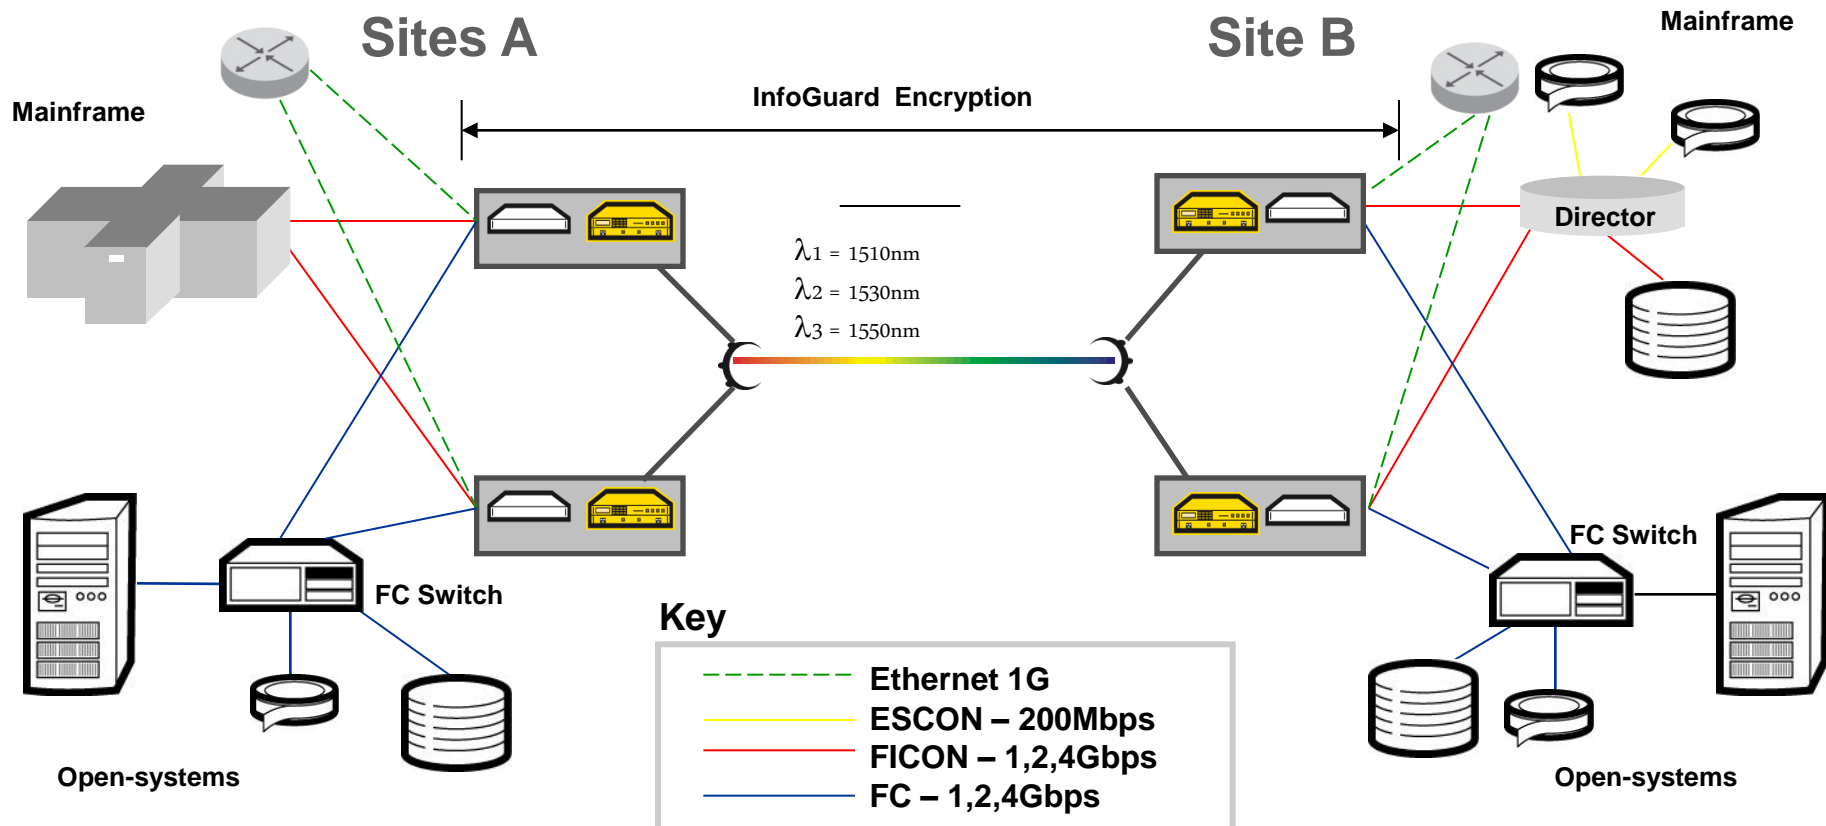 Sites A
Site B
Mainframe
Mainframe
InfoGuard Encryption
Director
λ1 = 1510nm
λ2 = 1530nm
λ3 = 1550nm
FC Switch
FC Switch
Key
Ethernet 1G
ESCON – 200Mbps
FICON – 1,2,4Gbps
FC – 1,2,4Gbps
Open-systems
Open-systems